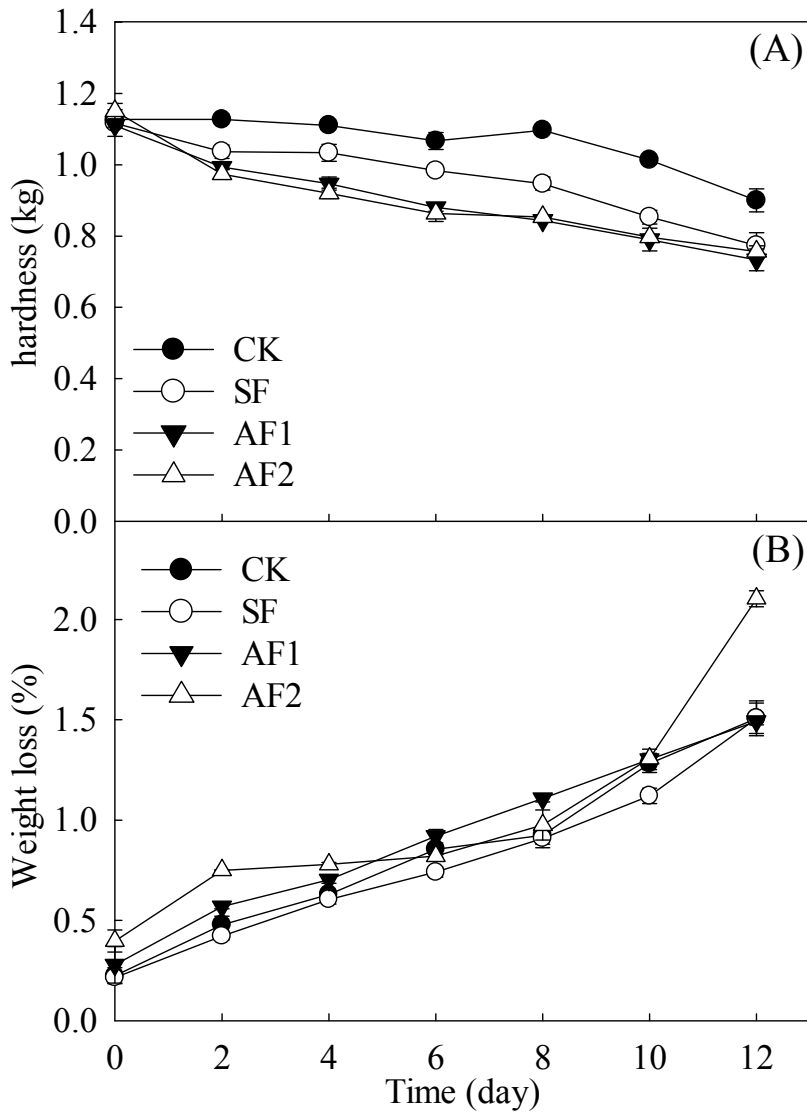 1.4
(A)
1.2
1.0
0.8
0.6
0.4
0.2
0.0
hardness (kg)
CK
SF
AF1
AF2
(B)
CK
SF
AF1
AF2
2.0
1.5
1.0
0.5
0.0
Weight loss (%)
0 2 4 6 8 10 12
Time (day)